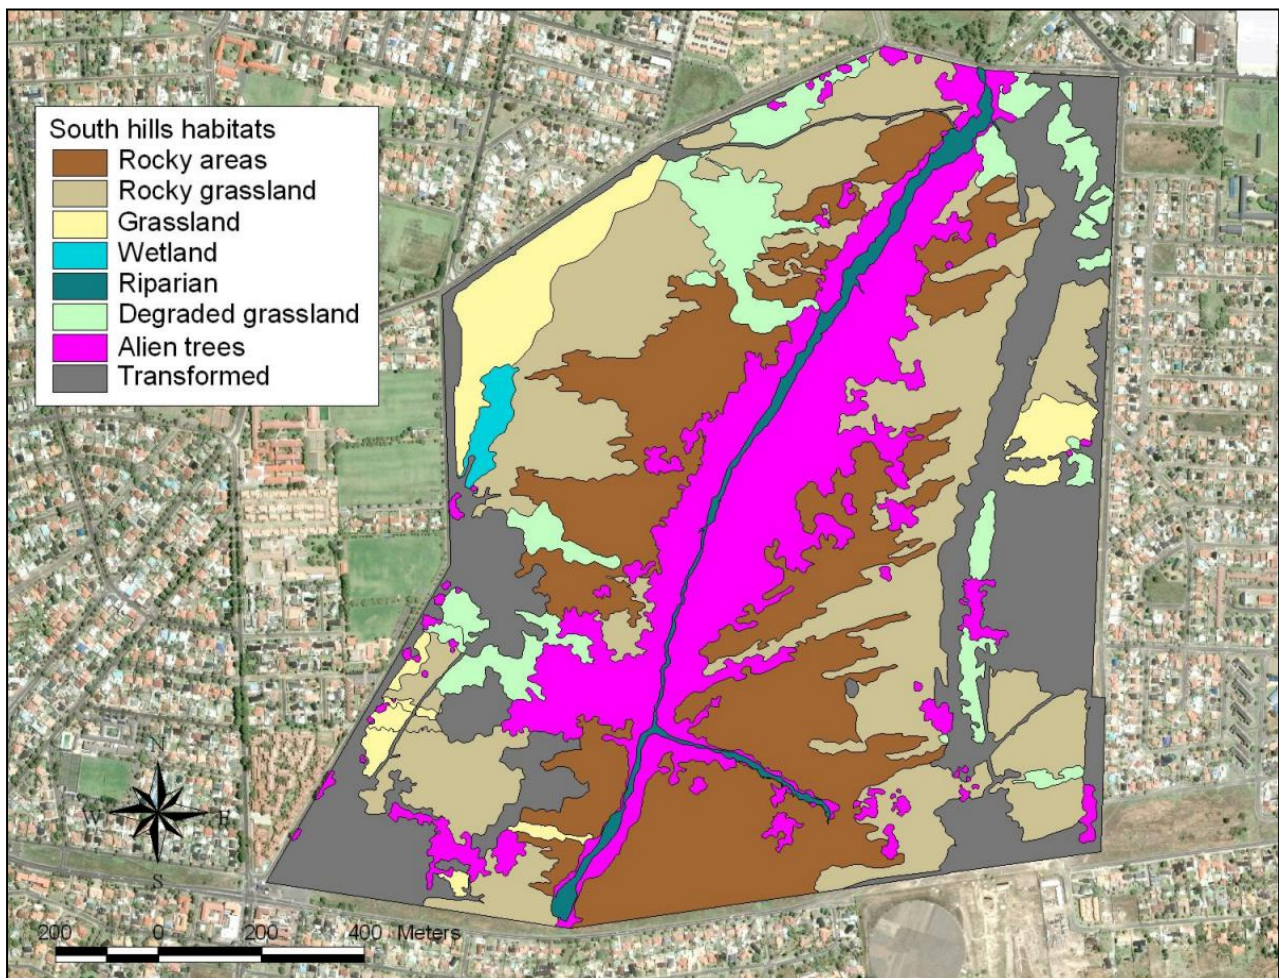 South hills habitats
Rocky areas
Rocky grassland
Grassland
Wetland
Riparian
Degraded grassland
Alien trees
Transformed
N
W E
S
200 0 200 400 Meters